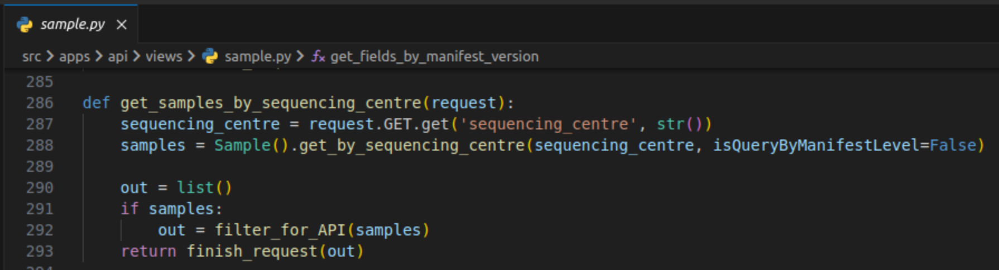 sample.py
src > apps > api > views > sample.py > get_fields_by_manifest_version
285
286 def get_samples_by_sequencing_centre(request):
287     sequencing_centre = request.GET.get('sequencing_centre', str())
288     samples = Sample().get_by_sequencing_centre(sequencing_centre, isQueryByManifestLevel=False)
289
290     out = list()
291     if samples:
292         out = filter_for_API(samples)
293     return finish_request(out)